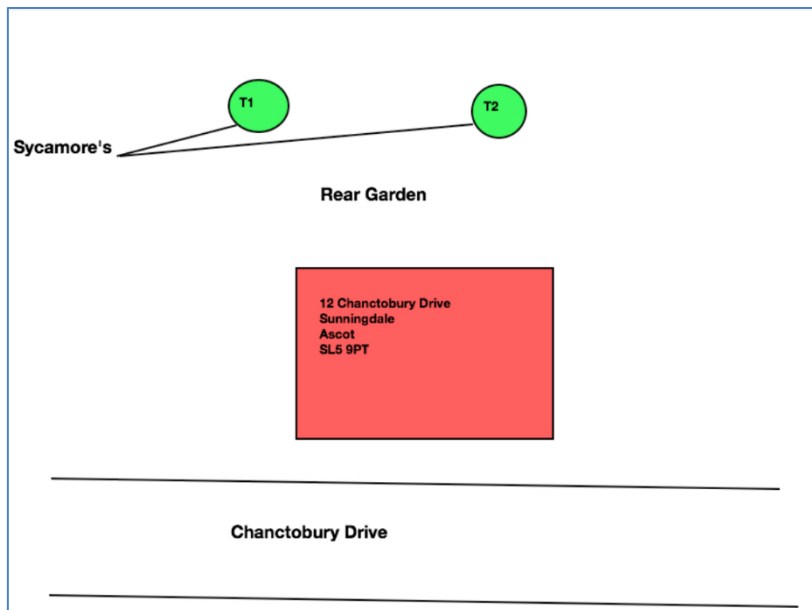 T1
T2
Sycamore's
Rear Garden
12 Chanctobury Drive
Sunningdale
Ascot
SL5 9PT
Chanctobury Drive